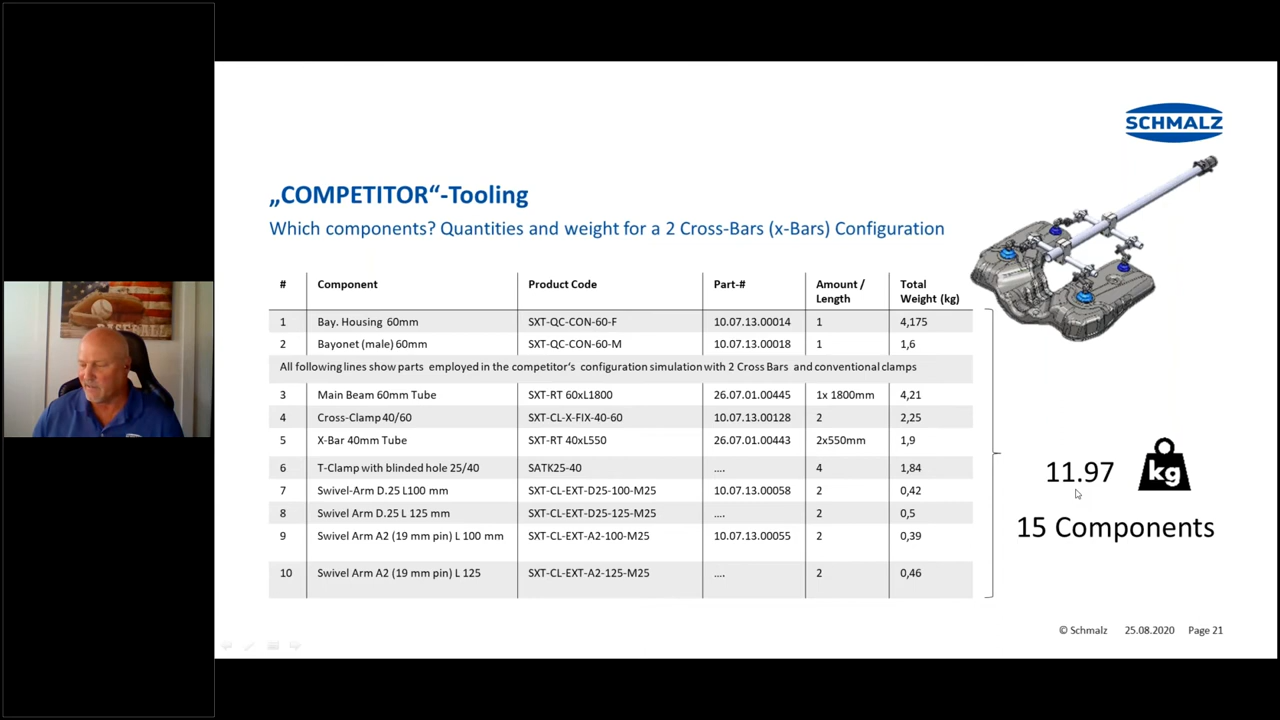 SCHMALZ
„COMPETITOR“-Tooling
Which components? Quantities and weight for a 2 Cross-Bars (x-Bars) Configuration
# Component Product Code Part-# Amount / Length Total Weight (kg)
1 Bay. Housing 60mm SXT-QC-CON-60-F 10.07.13.00014 1 4,175
2 Bayonet (male) 60mm SXT-QC-CON-60-M 10.07.13.00018 1 1,6
All following lines show parts employed in the competitor's configuration simulation with 2 Cross Bars and conventional clamps
3 Main Beam 60mm Tube SXT-RT 60xL1800 26.07.01.00445 1x 1800mm 4,21
4 Cross-Clamp 40/60 SXT-CL-X-FIX-40-60 10.07.13.00128 2 2,25
5 X-Bar 40mm Tube SXT-RT 40xL550 26.07.01.00443 2x550mm 1,9
6 T-Clamp with blinded hole 25/40 SATK25-40 .... 4 1,84
7 Swivel-Arm D.25 L100 mm SXT-CL-EXT-D25-100-M25 10.07.13.00058 2 0,42
8 Swivel Arm D.25 L 125 mm SXT-CL-EXT-D25-125-M25 .... 2 0,5
9 Swivel Arm A2 (19 mm pin) L 100 mm SXT-CL-EXT-A2-100-M25 10.07.13.00055 2 0,39
10 Swivel Arm A2 (19 mm pin) L 125 SXT-CL-EXT-A2-125-M25 .... 2 0,46
11.97 kg
15 Components
© Schmalz 25.08.2020 Page 21
BASEBALL